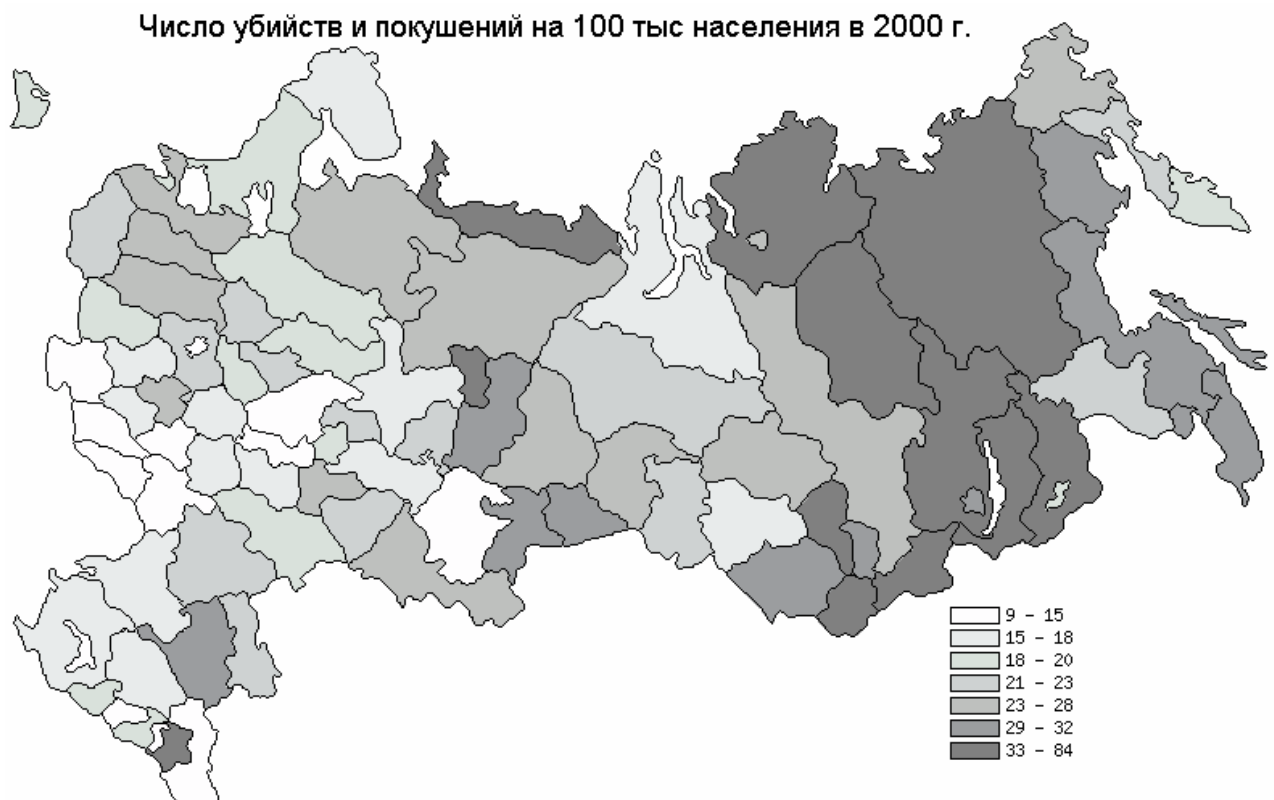 Число убийств и покушений на 100 тыс населения в 2000 г.
9 - 15
15 - 18
18 - 20
21 - 23
23 - 28
29 - 32
33 - 84